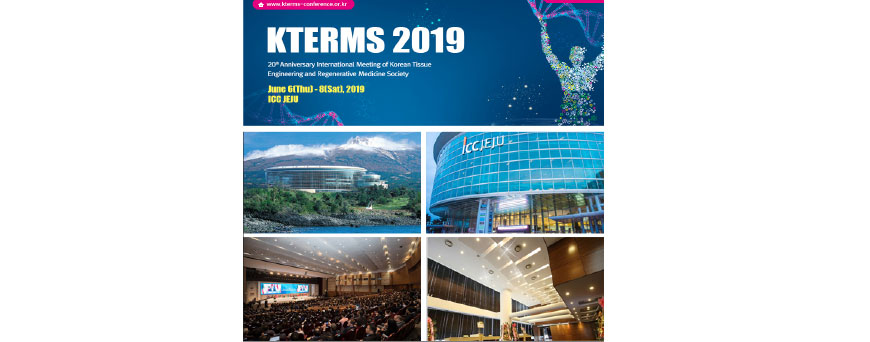 www.kterms-conference.or.kr
KTERMS 2019
20th Anniversary International Meeting of Korean Tissue
Engineering and Regenerative Medicine Society
June 6(Thu) - 8(Sat), 2019
ICC JEJU
ICC JEJU